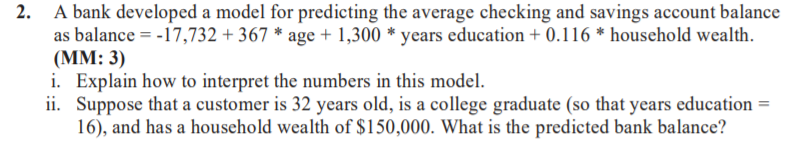 2. A bank developed a model for predicting the average checking and savings account balance
as balance = -17,732 + 367 * age + 1,300 * years education + 0.116 * household wealth.
(MM: 3)
i. Explain how to interpret the numbers in this model.
ii. Suppose that a customer is 32 years old, is a college graduate (so that years education =
16), and has a household wealth of $150,000. What is the predicted bank balance?